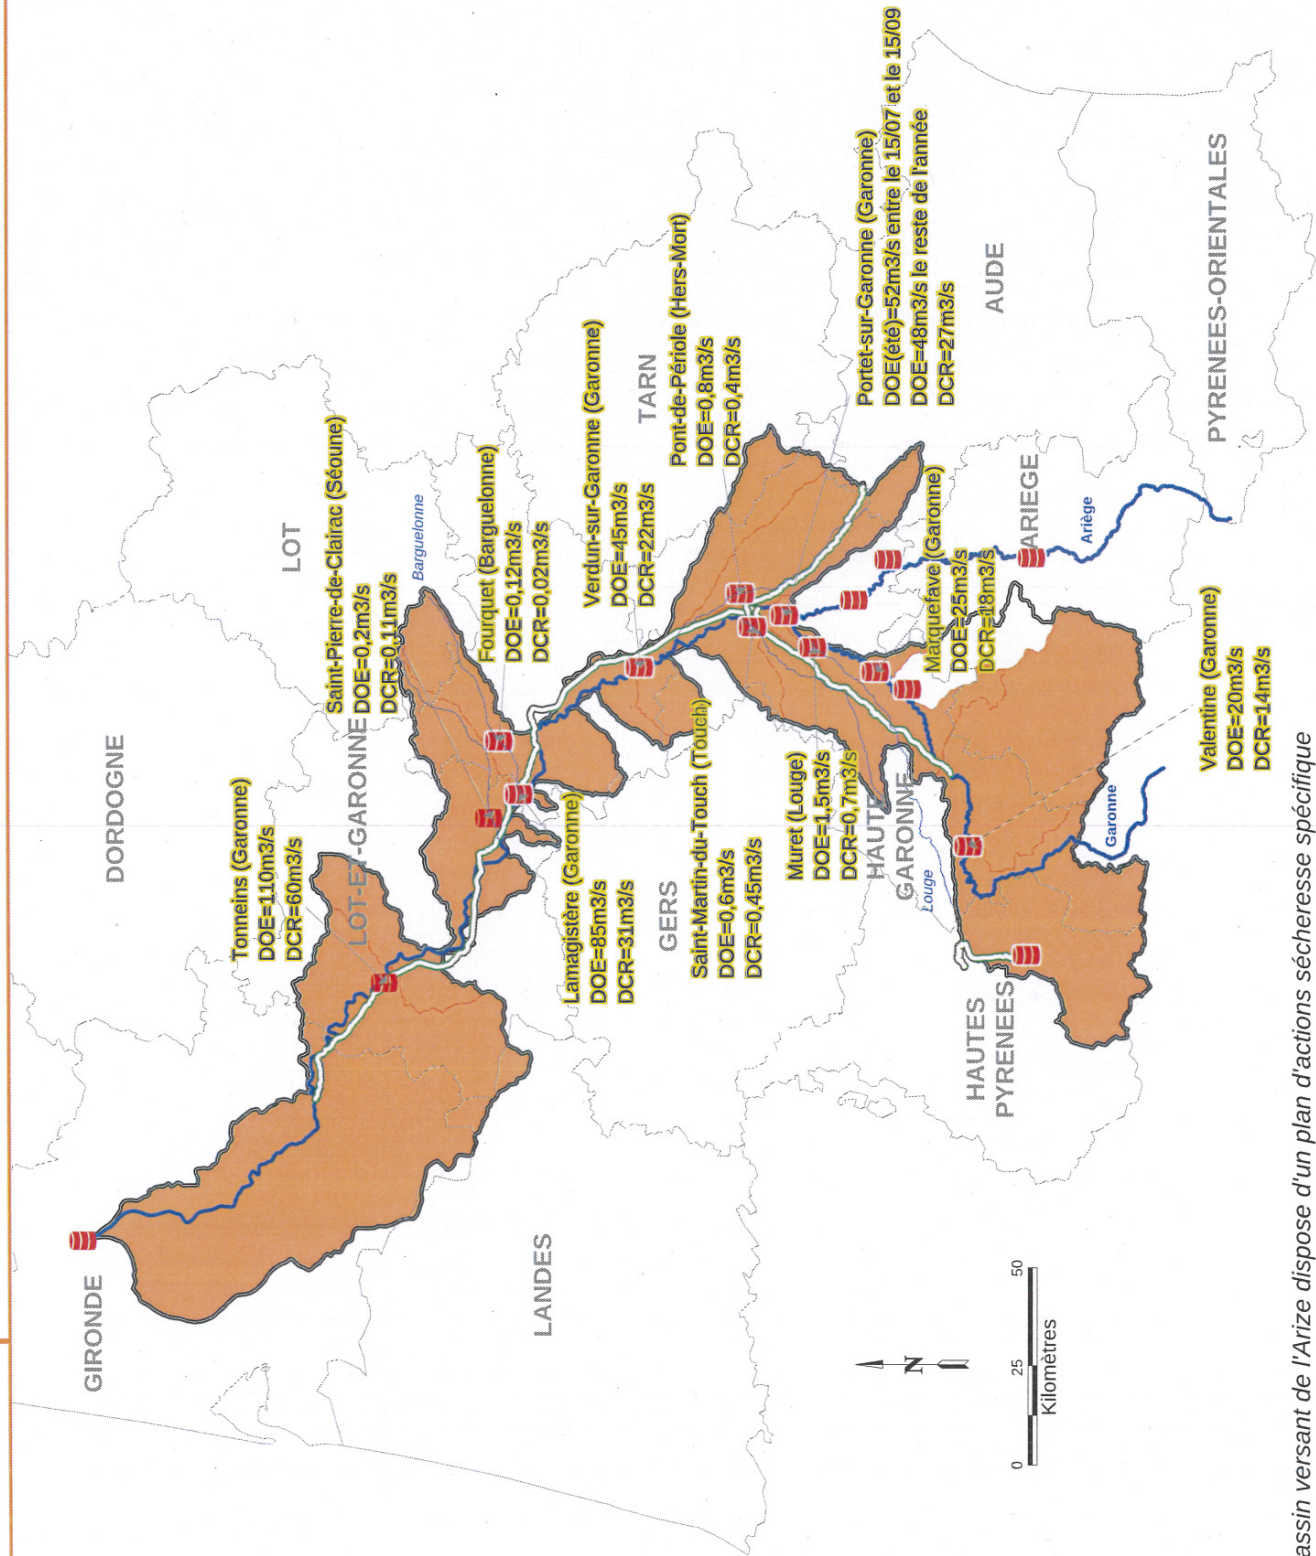 DORDOGNE
LOT
GIRONDE
LOT-ET-GARONNE
LANDES
GERS
TARN
HAUTE
GARONNE
HAUTES
PYRENEES
ARIEGE
AUDE
PYRENEES-ORIENTALES
Tonneins (Garonne)
DOE=110m3/s
DCR=60m3/s
Saint-Pierre-de-Clairac (Séoune)
DOE=0,2m3/s
DCR=0,11m3/s
Barguelonne
Fourquet (Barguelonne)
DOE=0,12m3/s
DCR=0,02m3/s
Verdun-sur-Garonne (Garonne)
DOE=45m3/s
DCR=22m3/s
Pont-de-Périole (Hers-Mort)
DOE=0,8m3/s
DCR=0,4m3/s
Lamagistère (Garonne)
DOE=85m3/s
DCR=31m3/s
Saint-Martin-du-Touch (Touch)
DOE=0,6m3/s
DCR=0,45m3/s
Muret (Louge)
DOE=1,5m3/s
DCR=0,7m3/s
Portet-sur-Garonne (Garonne)
DOE(été)=52m3/s entre le 15/07 et le 15/09
DOE=48m3/s le reste de l'année
DCR=27m3/s
Marquefave (Garonne)
DOE=25m3/s
DCR=18m3/s
Louge
Ariège
Garonne
Valentine (Garonne)
DOE=20m3/s
DCR=14m3/s
N
0 25 50
Kilomètres
assin versant de l'Arize dispose d'un plan d'actions sécheresse spécifique